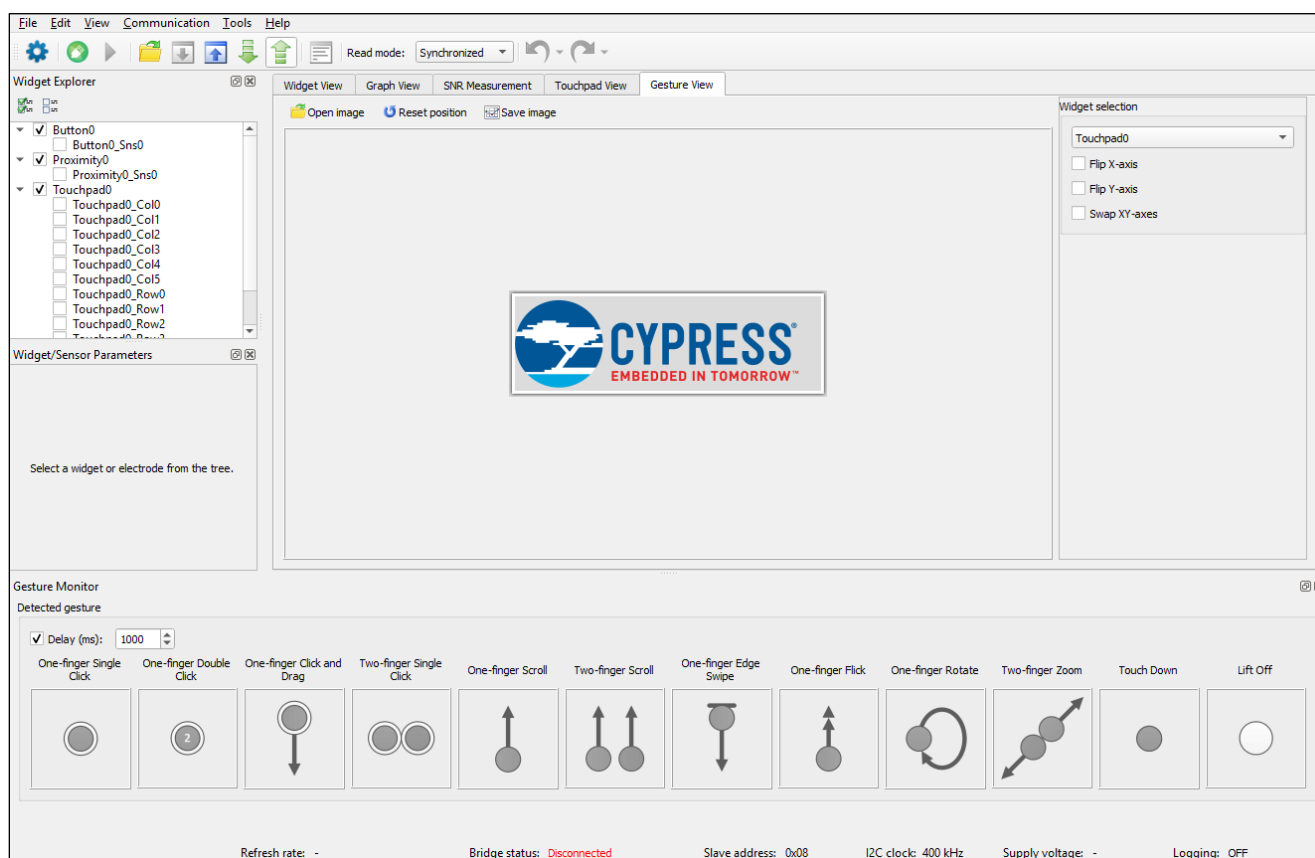 File Edit View Communication Tools Help
Read mode: Synchronized
Widget Explorer
Button0
Button0_Sns0
Proximity0
Proximity0_Sns0
Touchpad0
Touchpad0_Col0
Touchpad0_Col1
Touchpad0_Col2
Touchpad0_Col3
Touchpad0_Col4
Touchpad0_Col5
Touchpad0_Row0
Touchpad0_Row1
Touchpad0_Row2
Widget/Sensor Parameters
Select a widget or electrode from the tree.
Widget View Graph View SNR Measurement Touchpad View Gesture View
Open image Reset position Save image
CYPRESS®
EMBEDDED IN TOMORROW™
Widget selection
Touchpad0
Flip X-axis
Flip Y-axis
Swap XY-axes
Gesture Monitor
Detected gesture
Delay (ms): 1000
One-finger Single Click
One-finger Double Click
One-finger Click and Drag
Two-finger Single Click
One-finger Scroll
Two-finger Scroll
One-finger Edge Swipe
One-finger Flick
One-finger Rotate
Two-finger Zoom
Touch Down
Lift Off
2
Refresh rate: - Bridge status: Disconnected Slave address: 0x08 I2C clock: 400 kHz Supply voltage: - Logging: OFF